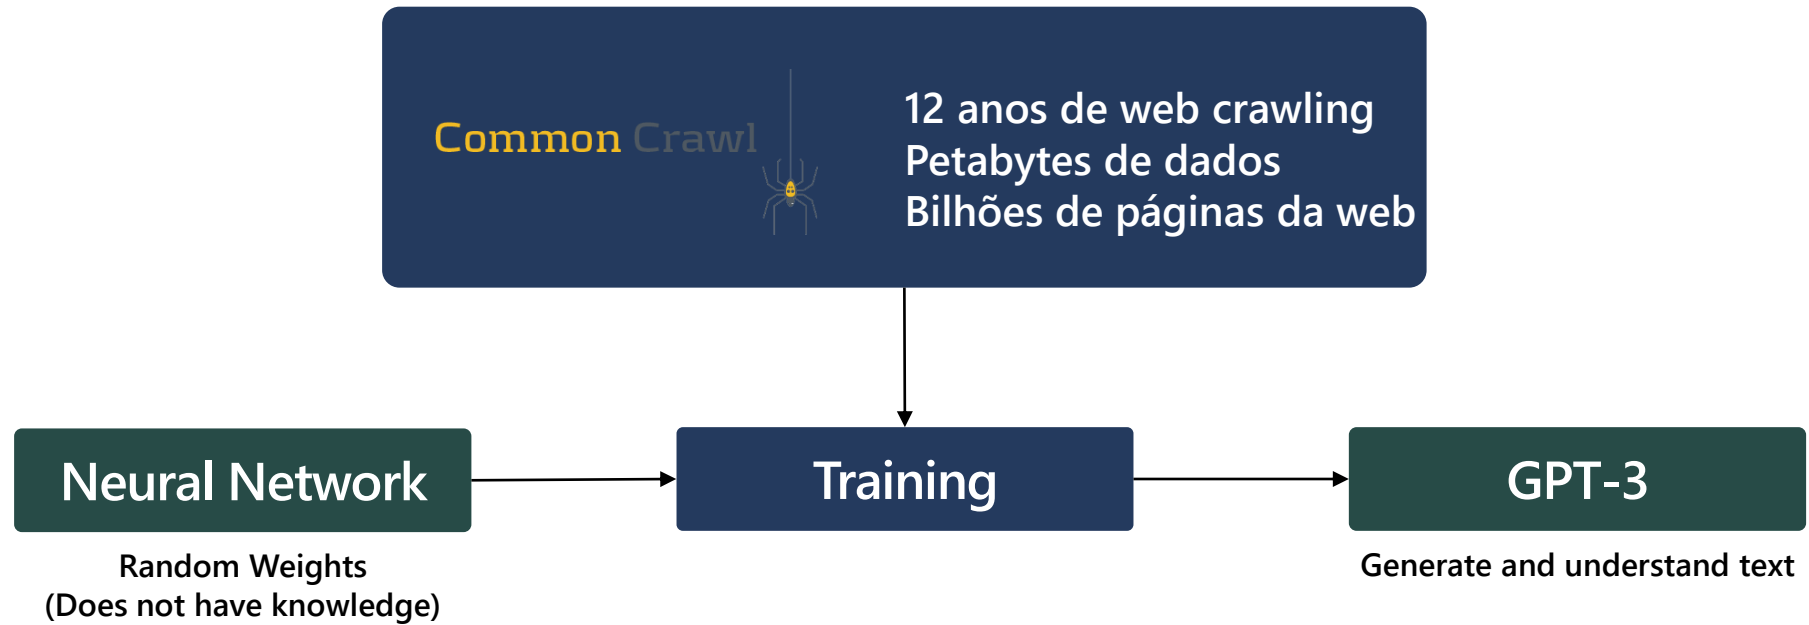 Common Crawl
12 anos de web crawling
Petabytes de dados
Bilhões de páginas da web
Neural Network
Training
GPT-3
Random Weights
(Does not have knowledge)
Generate and understand text